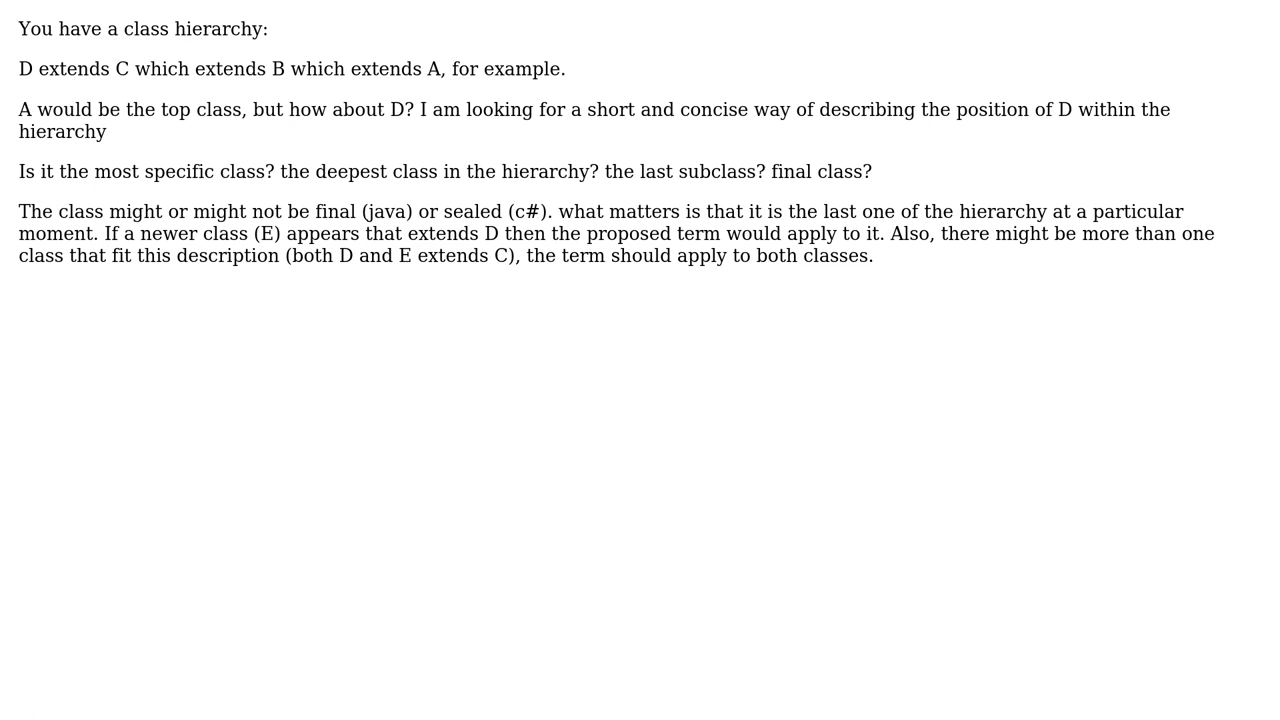 You have a class hierarchy:
D extends C which extends B which extends A, for example.
A would be the top class, but how about D? I am looking for a short and concise way of describing the position of D within the
hierarchy
Is it the most specific class? the deepest class in the hierarchy? the last subclass? final class?
The class might or might not be final (java) or sealed (c#). what matters is that it is the last one of the hierarchy at a particular
moment. If a newer class (E) appears that extends D then the proposed term would apply to it. Also, there might be more than one
class that fit this description (both D and E extends C), the term should apply to both classes.